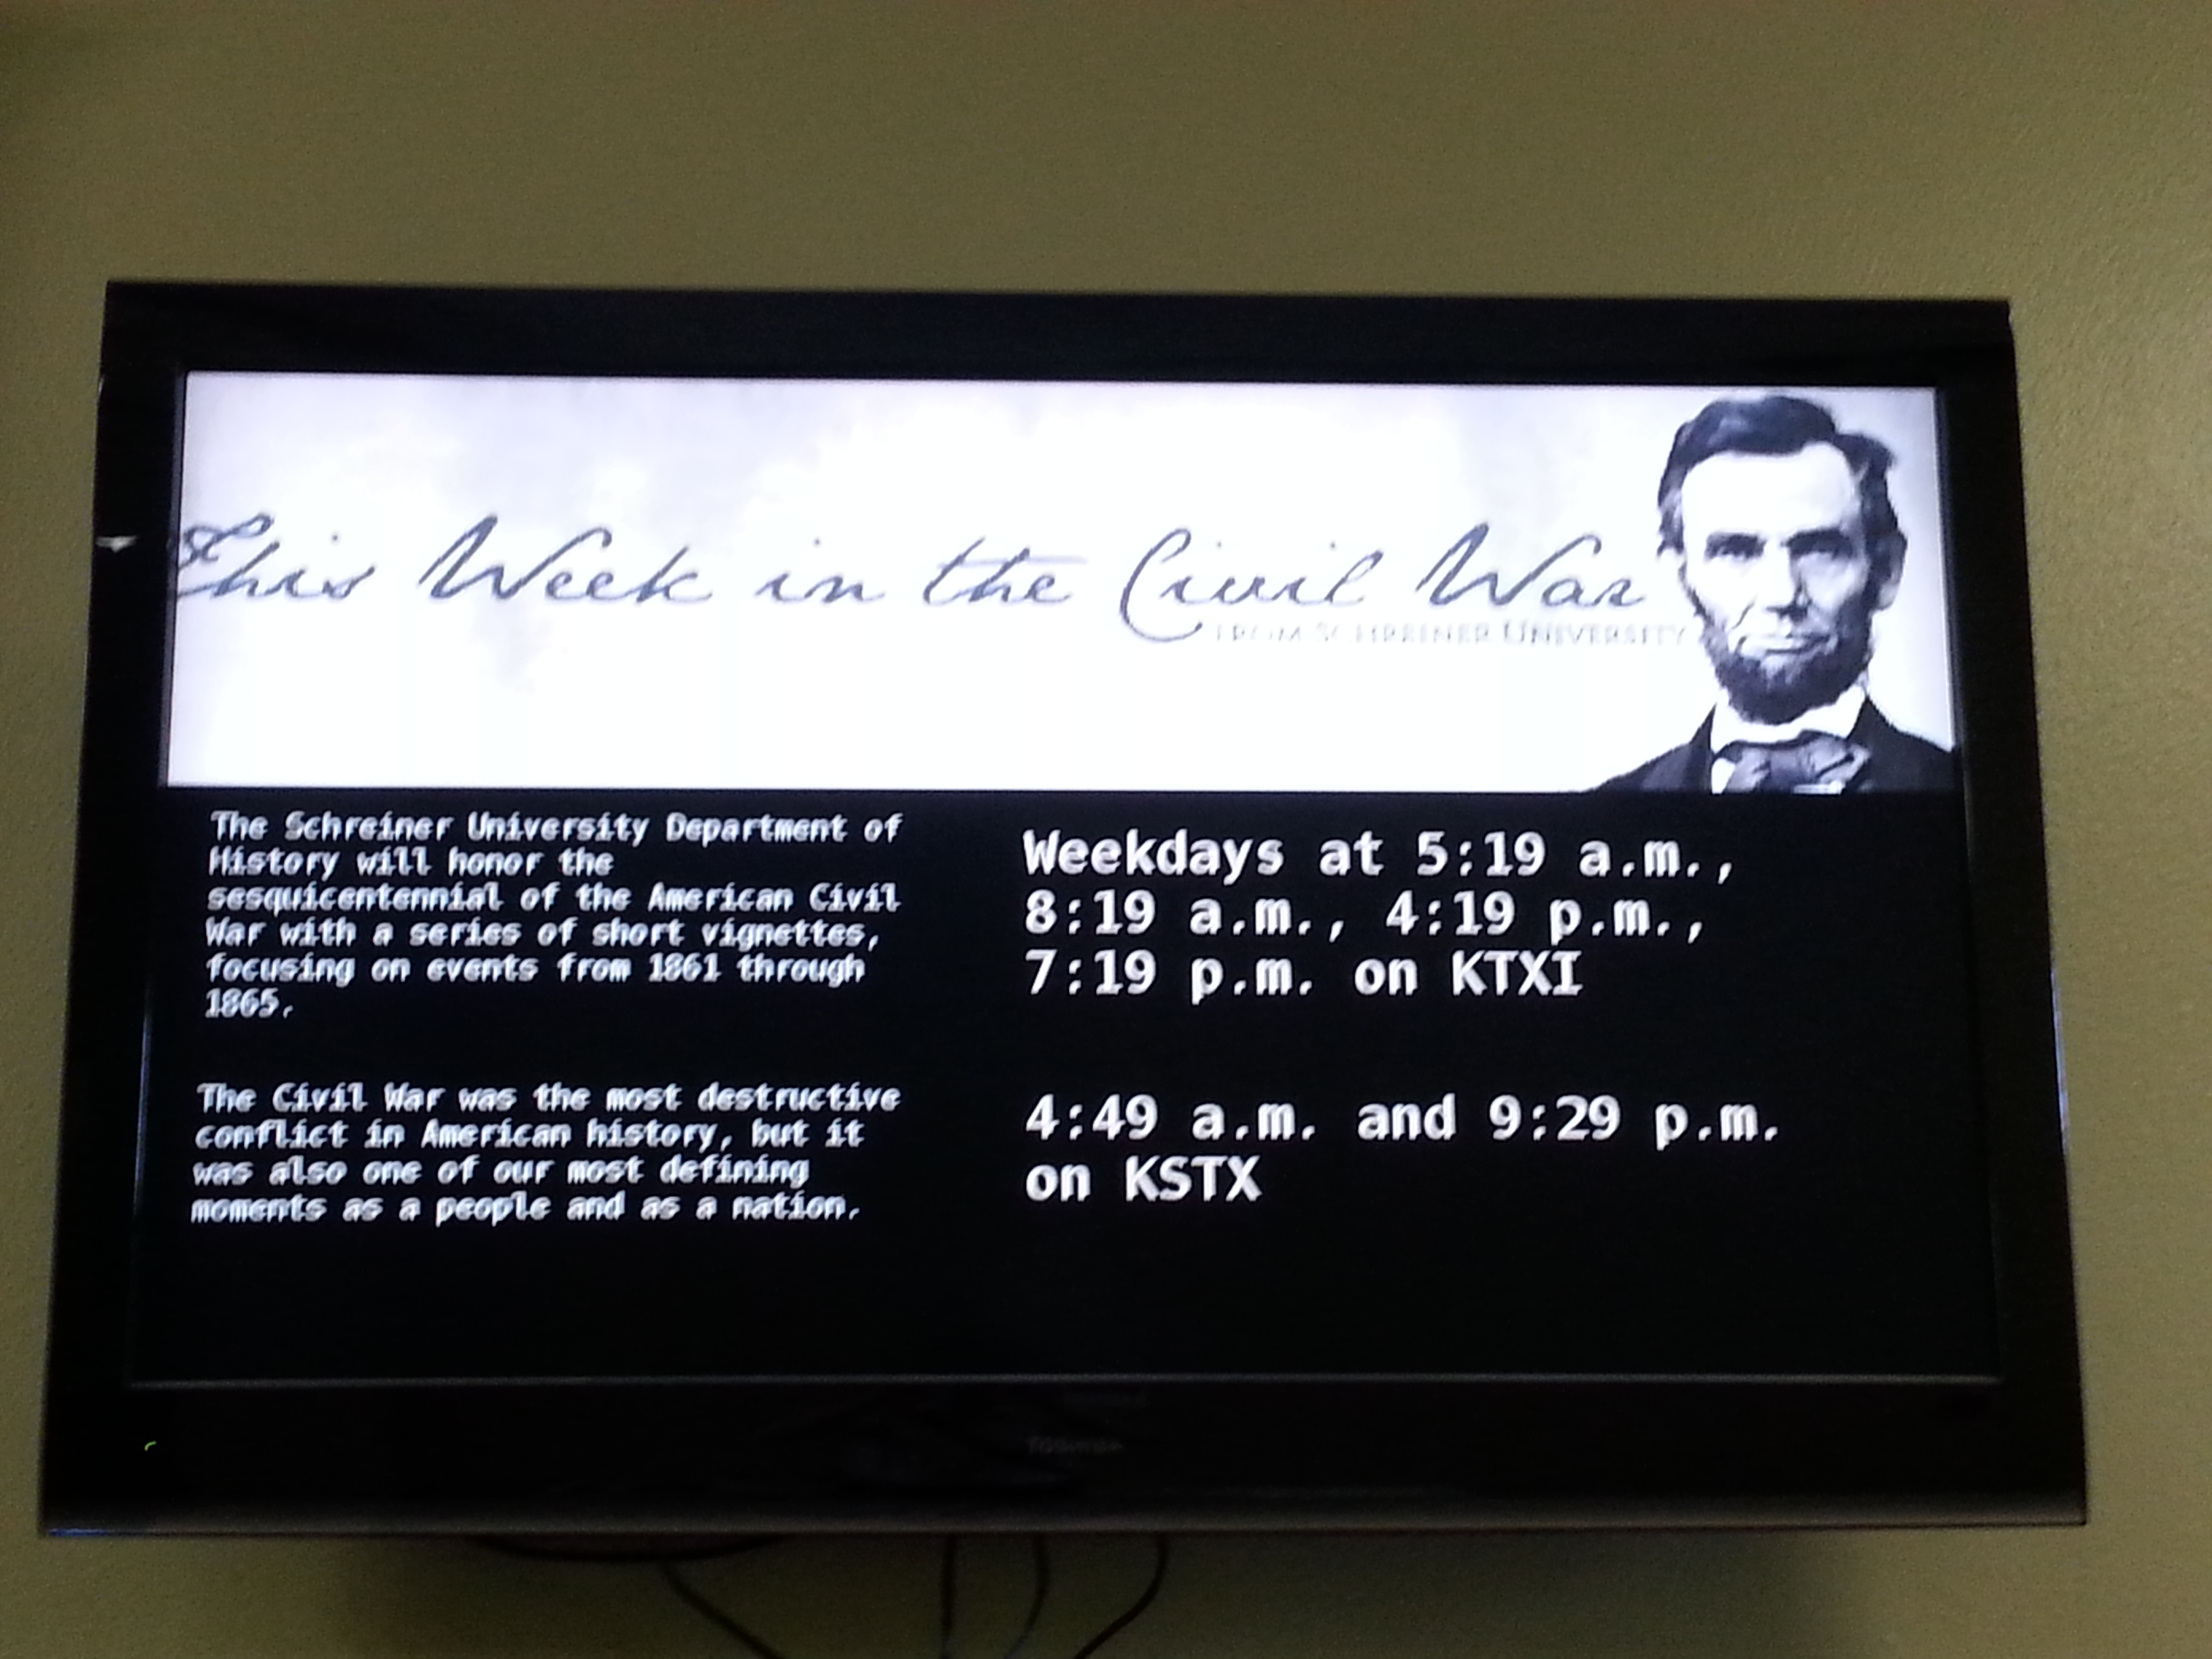 This Week in the Civil War
FROM SCHREINER UNIVERSITY
The Schreiner University Department of
History will honor the
sesquicentennial of the American Civil
War with a series of short vignettes,
focusing on events from 1861 through
1865.
The Civil War was the most destructive
conflict in American history, but it
was also one of our most defining
moments as a people and as a nation.
Weekdays at 5:19 a.m.,
8:19 a.m., 4:19 p.m.,
7:19 p.m. on KTXI
4:49 a.m. and 9:29 p.m.
on KSTX
TOSHIBA